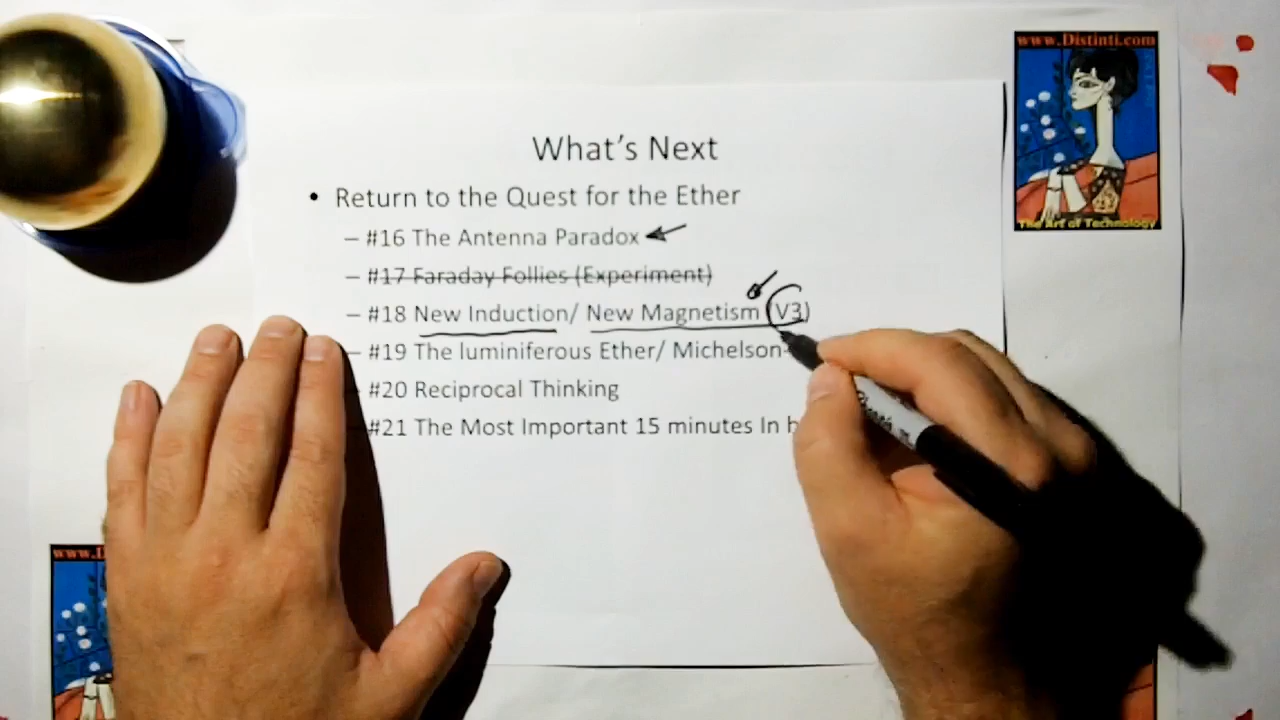 www.Distinti.com
The Art of Technology
What's Next
• Return to the Quest for the Ether
– #16 The Antenna Paradox
– #17 Faraday Follies (Experiment)
– #18 New Induction/ New Magnetism (V3)
– #19 The luminiferous Ether/ Michelson-
– #20 Reciprocal Thinking
#21 The Most Important 15 minutes In
www.D